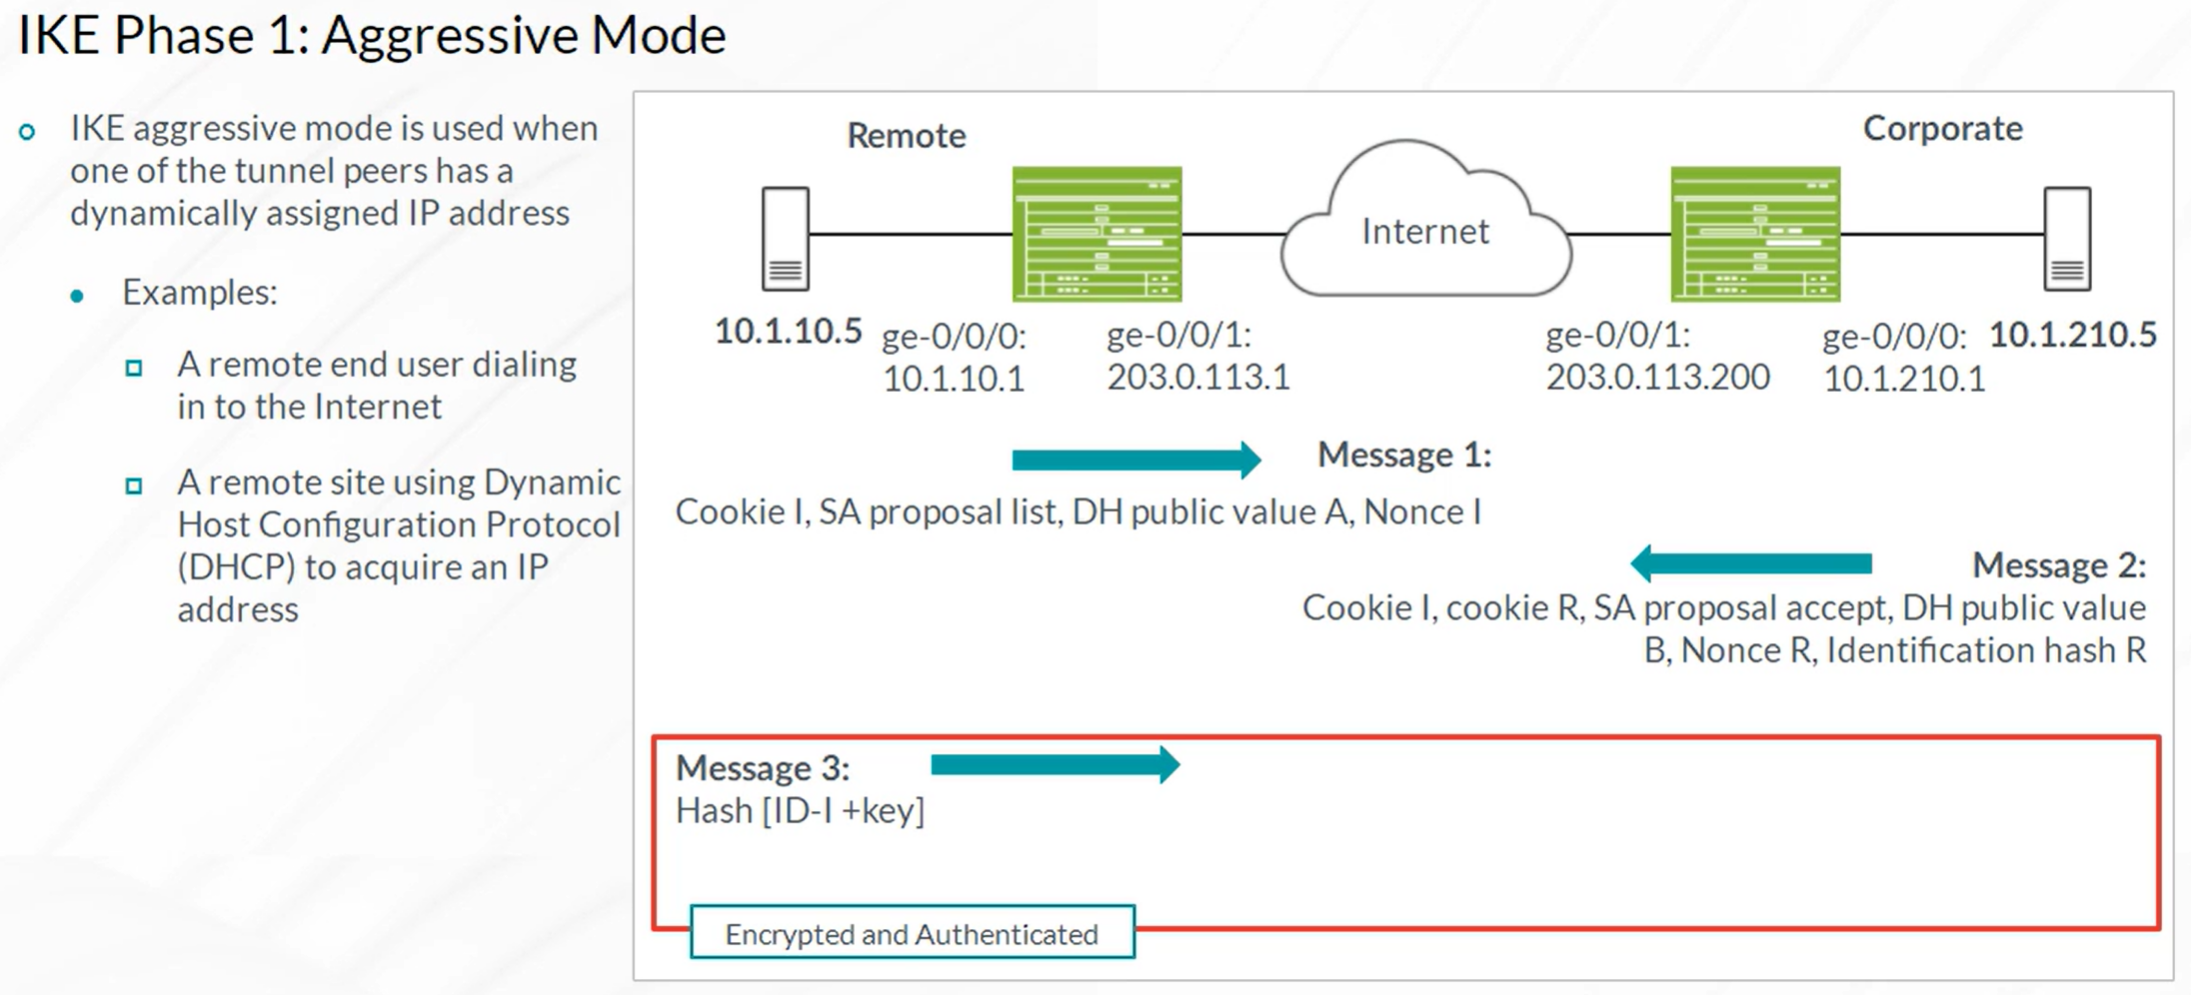 IKE Phase 1: Aggressive Mode
IKE aggressive mode is used when
one of the tunnel peers has a
dynamically assigned IP address
Examples:
A remote end user dialing
in to the Internet
A remote site using Dynamic
Host Configuration Protocol
(DHCP) to acquire an IP
address
Remote
Corporate
Internet
10.1.10.5
ge-0/0/0:
10.1.10.1
ge-0/0/1:
203.0.113.1
ge-0/0/1:
203.0.113.200
ge-0/0/0:
10.1.210.1
10.1.210.5
Message 1:
Cookie I, SA proposal list, DH public value A, Nonce I
Message 2:
Cookie I, cookie R, SA proposal accept, DH public value
B, Nonce R, Identification hash R
Message 3:
Hash [ID-I +key]
Encrypted and Authenticated